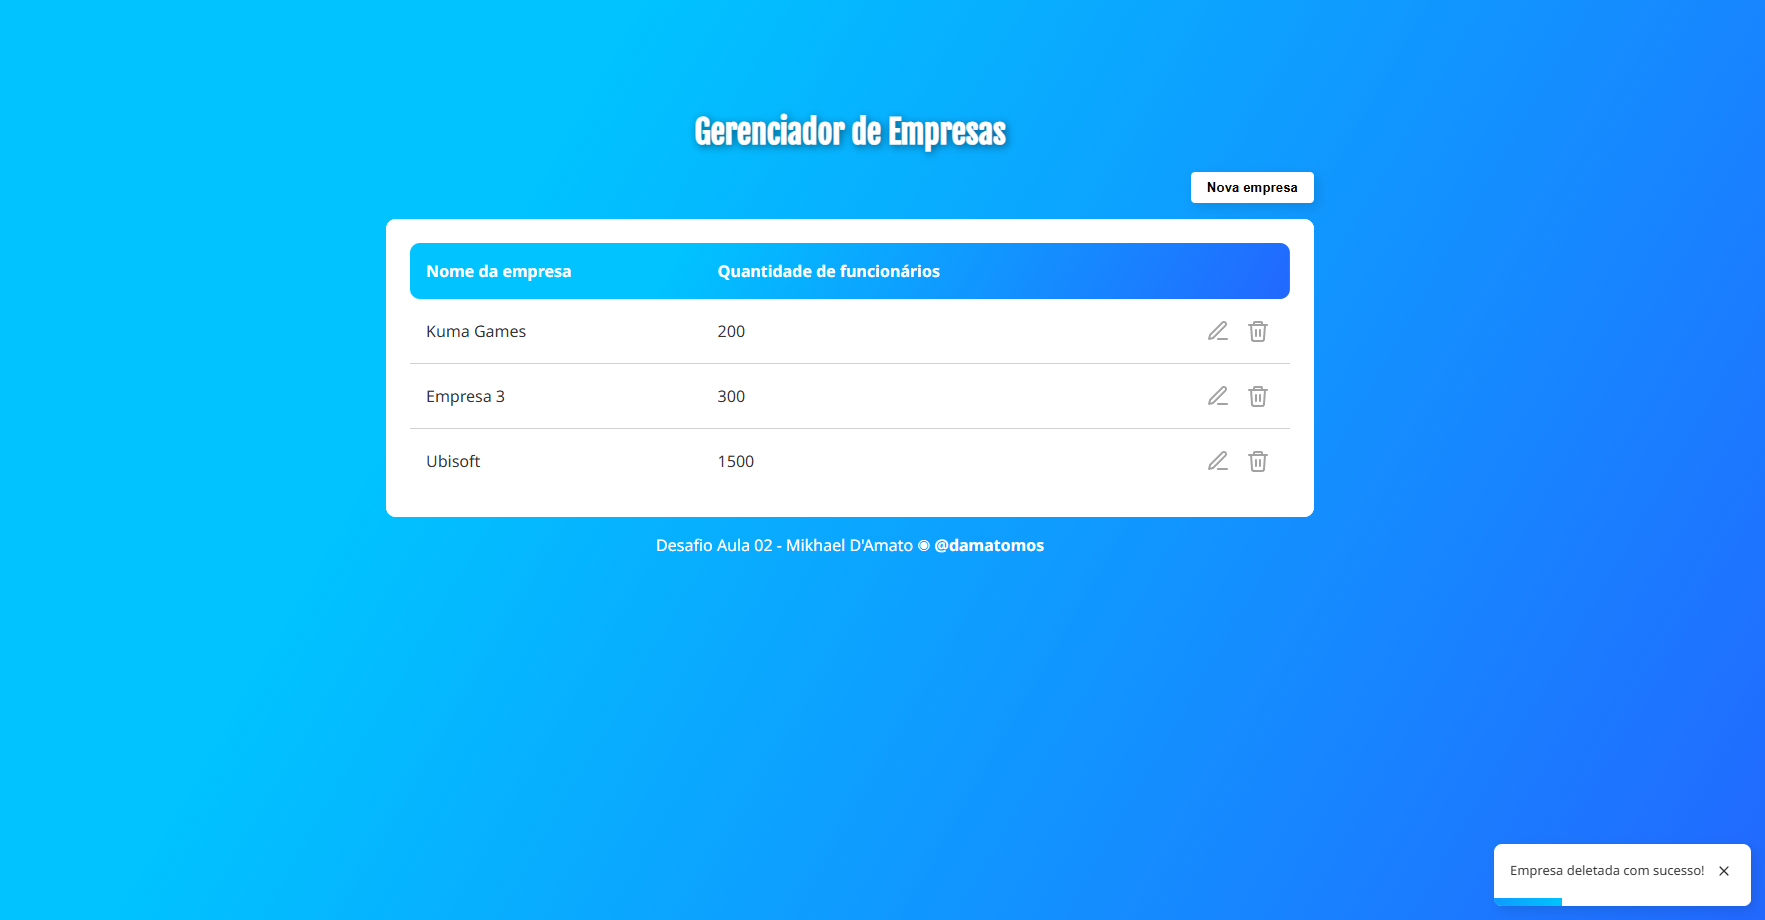 Gerenciador de Empresas
Nova empresa
Nome da empresa Quantidade de funcionários
Kuma Games 200
Empresa 3 300
Ubisoft 1500
Desafio Aula 02 - Mikhael D'Amato ◉ @damatomos
Empresa deletada com sucesso!